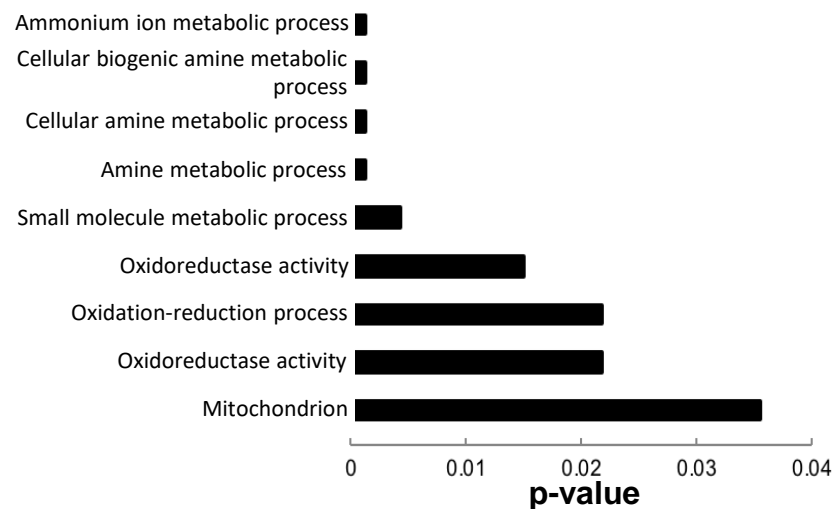 Ammonium ion metabolic process
Cellular biogenic amine metabolic
process
Cellular amine metabolic process
Amine metabolic process
Small molecule metabolic process
Oxidoreductase activity
Oxidation-reduction process
Oxidoreductase activity
Mitochondrion
0 0.01 0.02 0.03 0.04
p-value